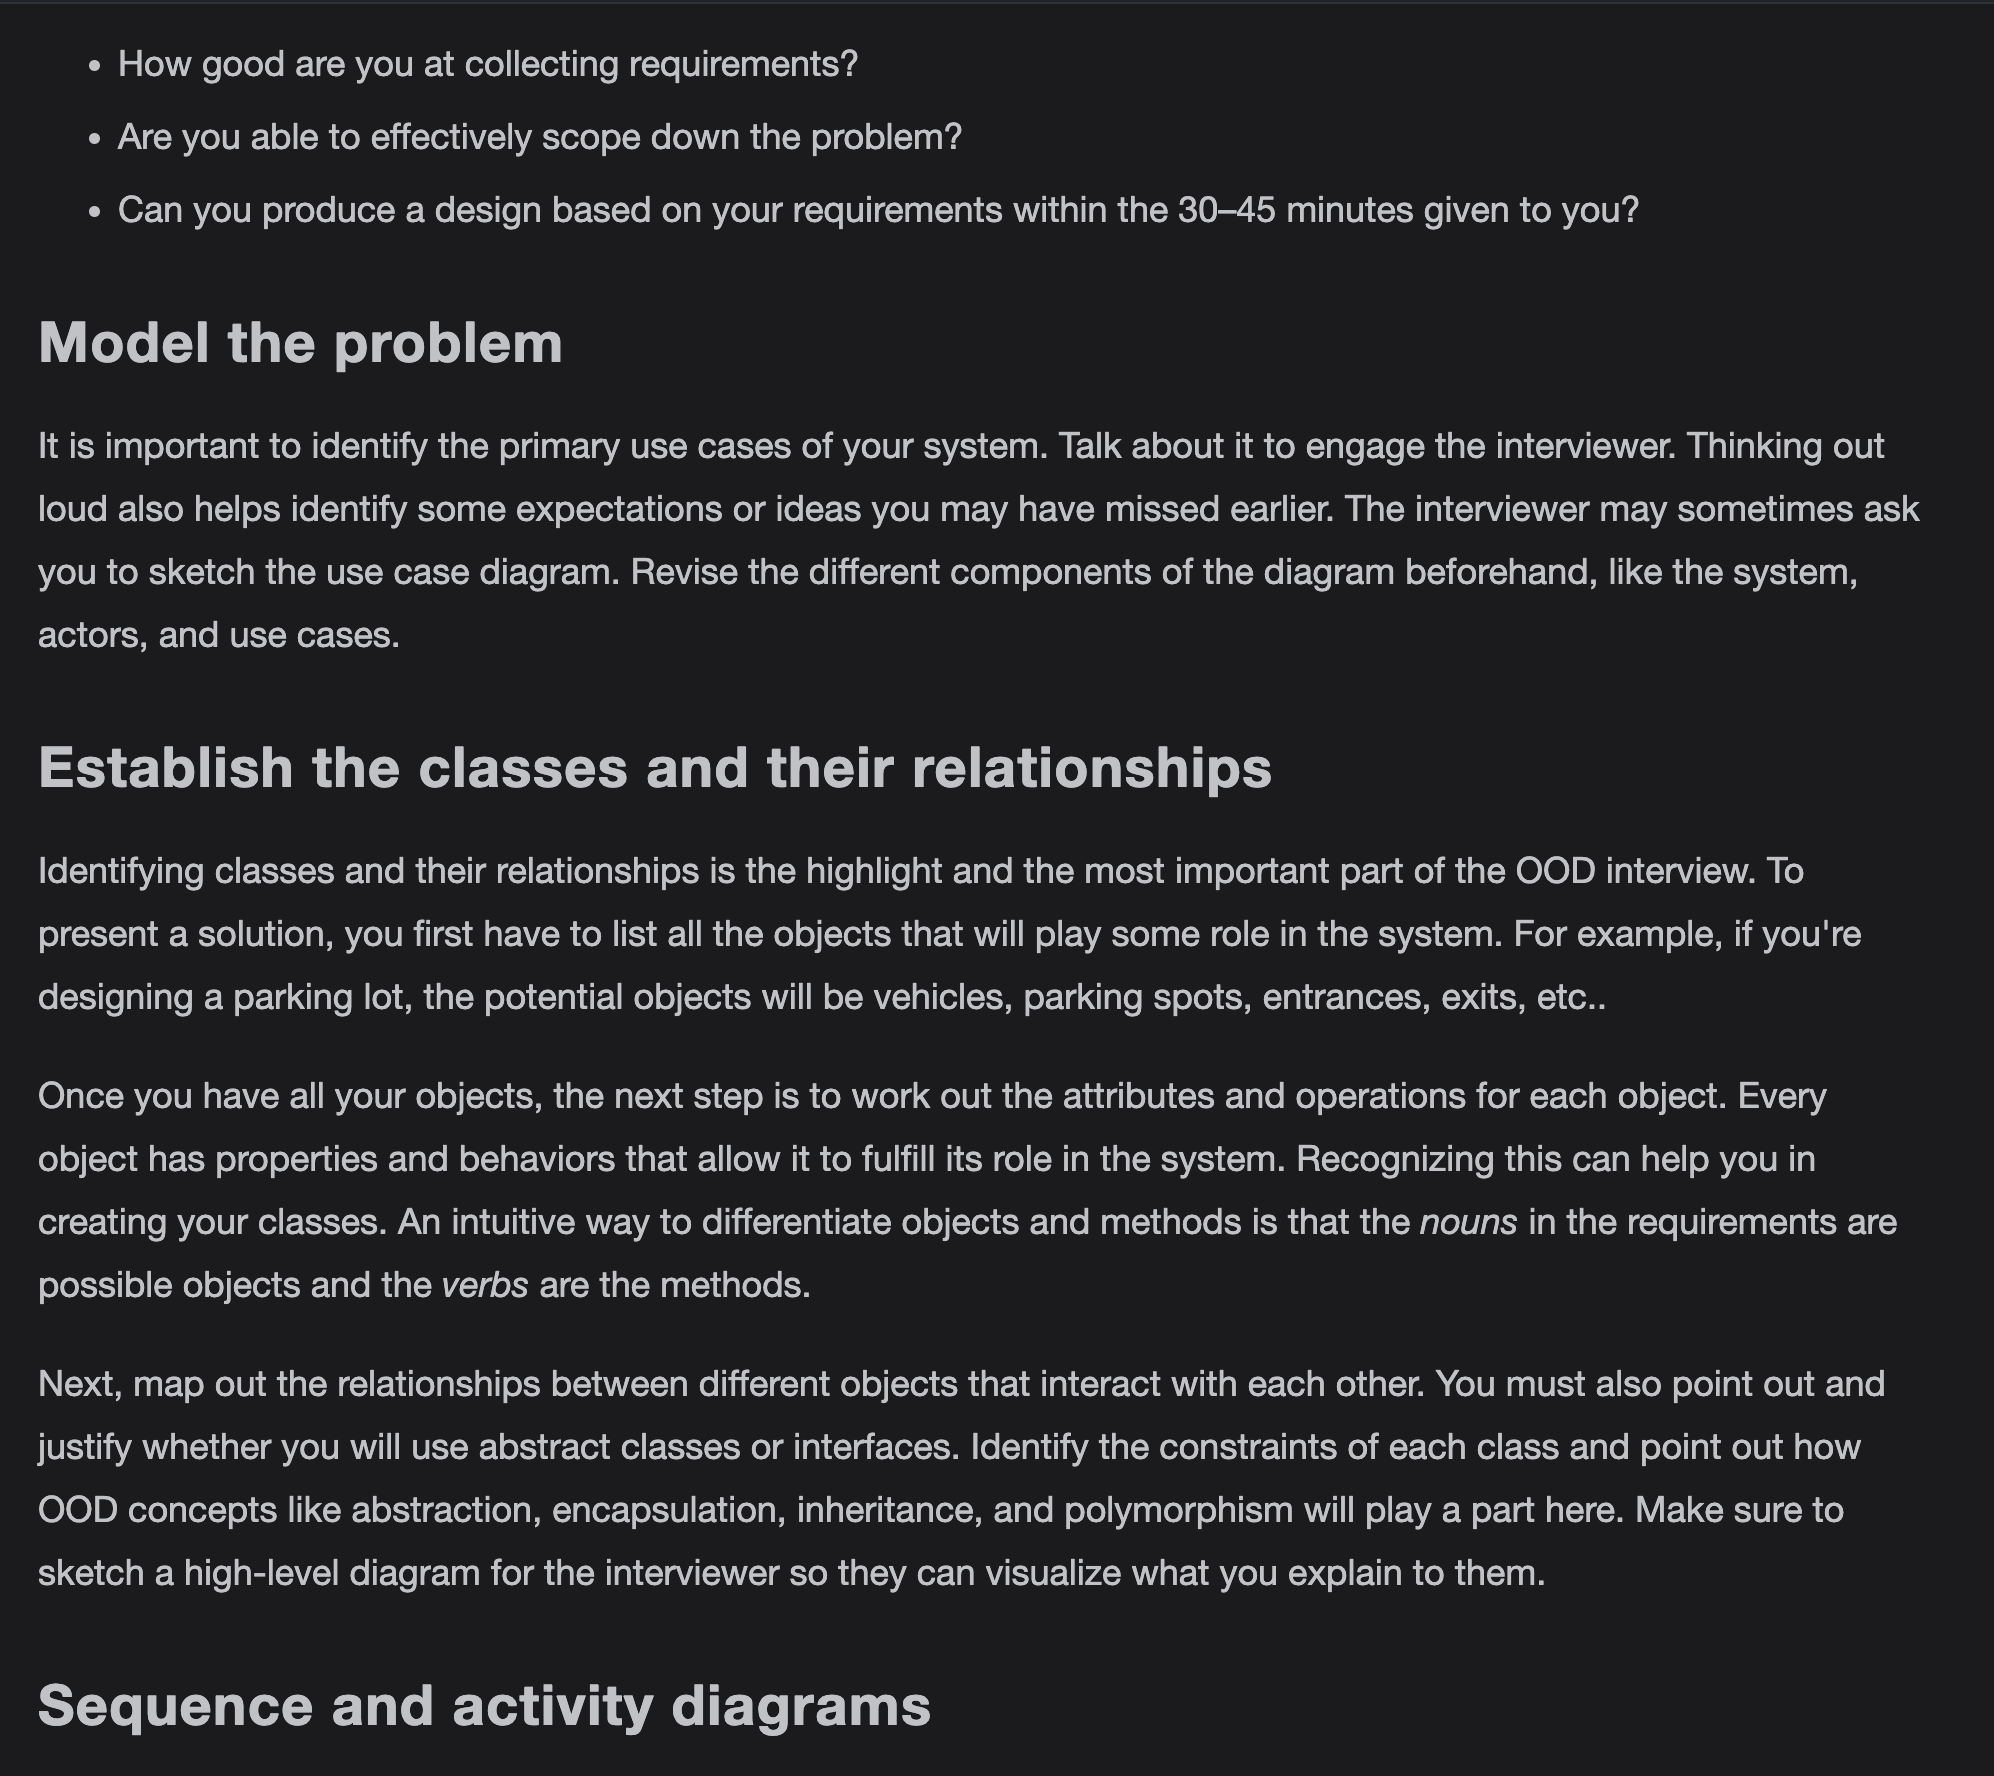 • How good are you at collecting requirements?
• Are you able to effectively scope down the problem?
• Can you produce a design based on your requirements within the 30–45 minutes given to you?
Model the problem
It is important to identify the primary use cases of your system. Talk about it to engage the interviewer. Thinking out
loud also helps identify some expectations or ideas you may have missed earlier. The interviewer may sometimes ask
you to sketch the use case diagram. Revise the different components of the diagram beforehand, like the system,
actors, and use cases.
Establish the classes and their relationships
Identifying classes and their relationships is the highlight and the most important part of the OOD interview. To
present a solution, you first have to list all the objects that will play some role in the system. For example, if you're
designing a parking lot, the potential objects will be vehicles, parking spots, entrances, exits, etc..
Once you have all your objects, the next step is to work out the attributes and operations for each object. Every
object has properties and behaviors that allow it to fulfill its role in the system. Recognizing this can help you in
creating your classes. An intuitive way to differentiate objects and methods is that the nouns in the requirements are
possible objects and the verbs are the methods.
Next, map out the relationships between different objects that interact with each other. You must also point out and
justify whether you will use abstract classes or interfaces. Identify the constraints of each class and point out how
OOD concepts like abstraction, encapsulation, inheritance, and polymorphism will play a part here. Make sure to
sketch a high-level diagram for the interviewer so they can visualize what you explain to them.
Sequence and activity diagrams